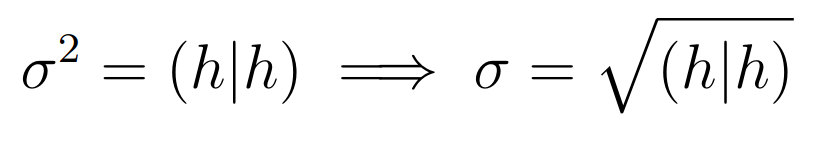 σ² = (h|h) ⟹ σ = √(h|h)